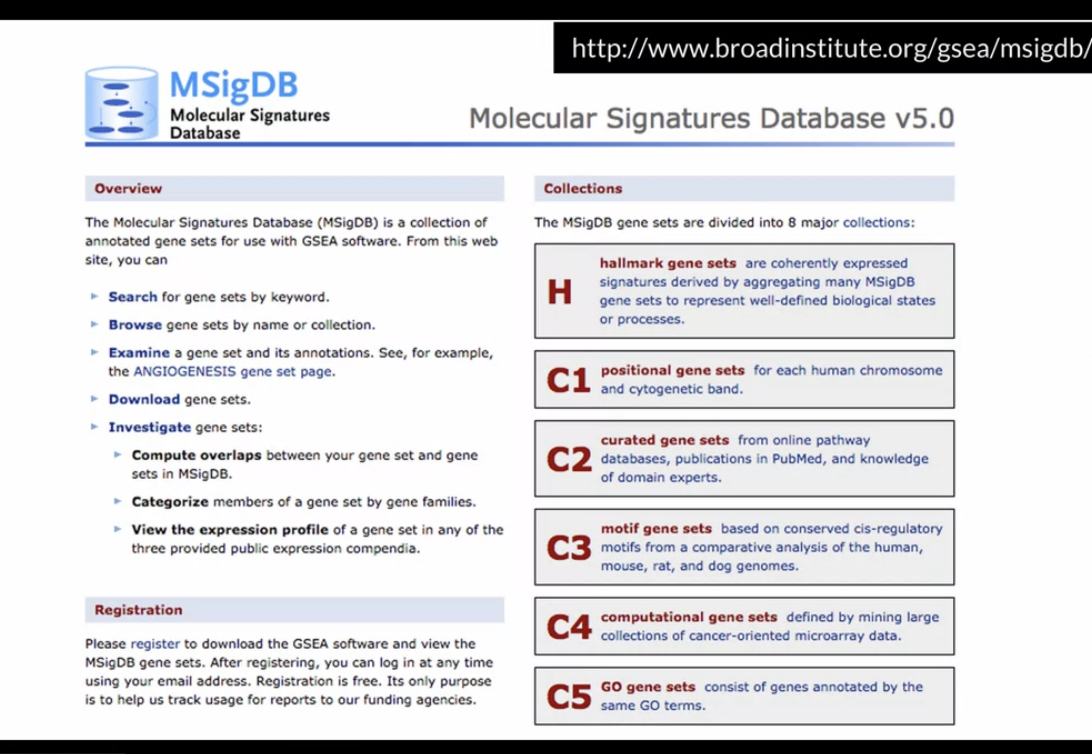 http://www.broadinstitute.org/gsea/msigdb/
MSigDB
Molecular Signatures
Database
Molecular Signatures Database v5.0
Overview
The Molecular Signatures Database (MSigDB) is a collection of
annotated gene sets for use with GSEA software. From this web
site, you can
Search for gene sets by keyword.
Browse gene sets by name or collection.
Examine a gene set and its annotations. See, for example,
the ANGIOGENESIS gene set page.
Download gene sets.
Investigate gene sets:
Compute overlaps between your gene set and gene
sets in MSigDB.
Categorize members of a gene set by gene families.
View the expression profile of a gene set in any of the
three provided public expression compendia.
Registration
Please register to download the GSEA software and view the
MSigDB gene sets. After registering, you can log in at any time
using your email address. Registration is free. Its only purpose
is to help us track usage for reports to our funding agencies.
Collections
The MSigDB gene sets are divided into 8 major collections:
H
hallmark gene sets are coherently expressed
signatures derived by aggregating many MSigDB
gene sets to represent well-defined biological states
or processes.
C1
positional gene sets for each human chromosome
and cytogenetic band.
C2
curated gene sets from online pathway
databases, publications in PubMed, and knowledge
of domain experts.
C3
motif gene sets based on conserved cis-regulatory
motifs from a comparative analysis of the human,
mouse, rat, and dog genomes.
C4
computational gene sets defined by mining large
collections of cancer-oriented microarray data.
C5
GO gene sets consist of genes annotated by the
same GO terms.